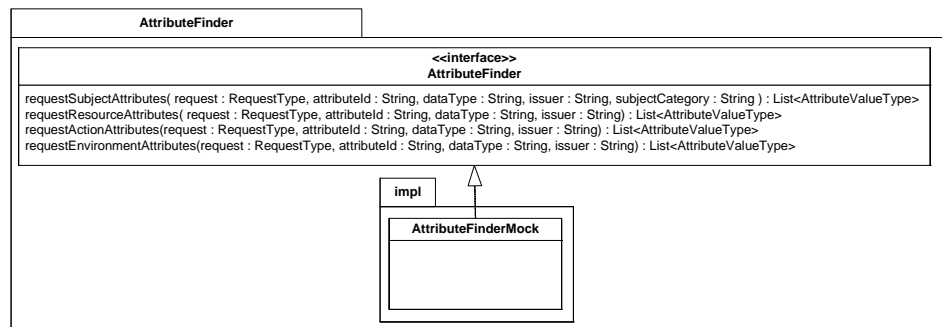 AttributeFinder
<<interface>>
AttributeFinder
requestSubjectAttributes( request : RequestType, attributeId : String, dataType : String, issuer : String, subjectCategory : String ) : List<AttributeValueType>
requestResourceAttributes( request : RequestType, attributeId : String, dataType : String, issuer : String) : List<AttributeValueType>
requestActionAttributes(request : RequestType, attributeId : String, dataType : String, issuer : String) : List<AttributeValueType>
requestEnvironmentAttributes(request : RequestType, attributeId : String, dataType : String, issuer : String) : List<AttributeValueType>
impl
AttributeFinderMock